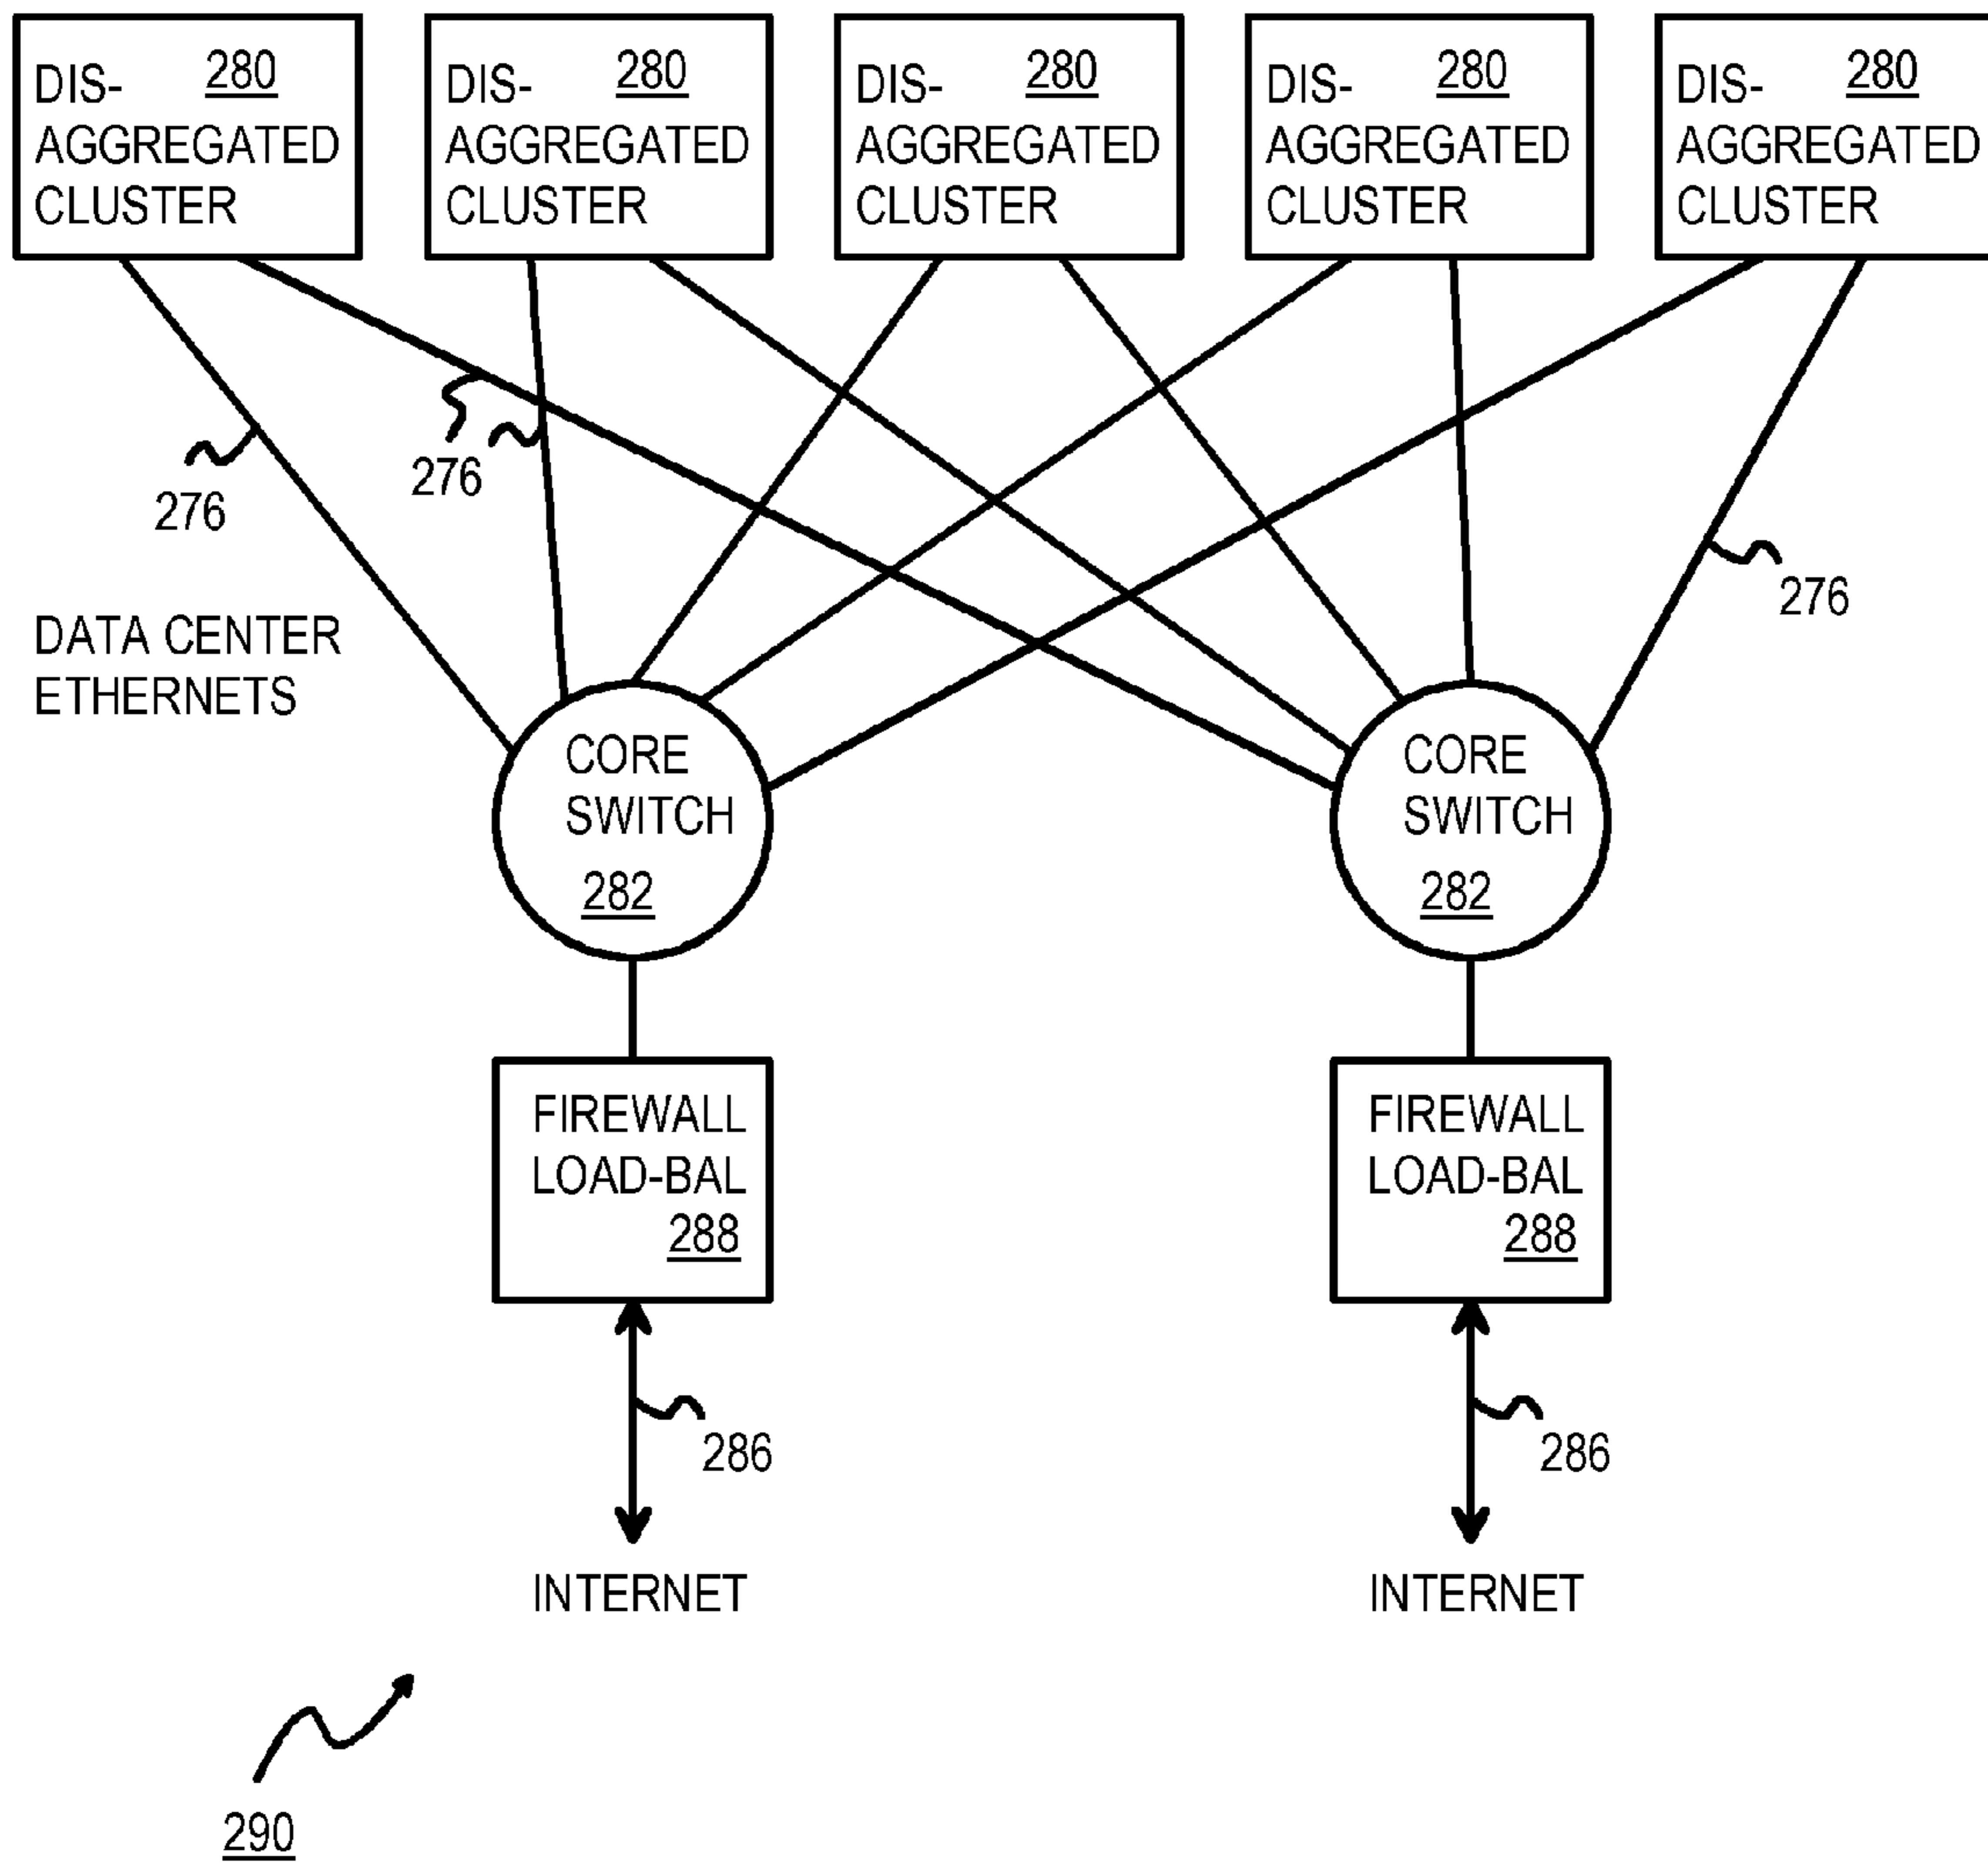 280
DIS-
AGGREGATED
CLUSTER
280
DIS-
AGGREGATED
CLUSTER
280
DIS-
AGGREGATED
CLUSTER
280
DIS-
AGGREGATED
CLUSTER
280
DIS-
AGGREGATED
CLUSTER
276
276
276
DATA CENTER
ETHERNETS
CORE
SWITCH
282
CORE
SWITCH
282
FIREWALL
LOAD-BAL
288
FIREWALL
LOAD-BAL
288
286
286
INTERNET
INTERNET
290